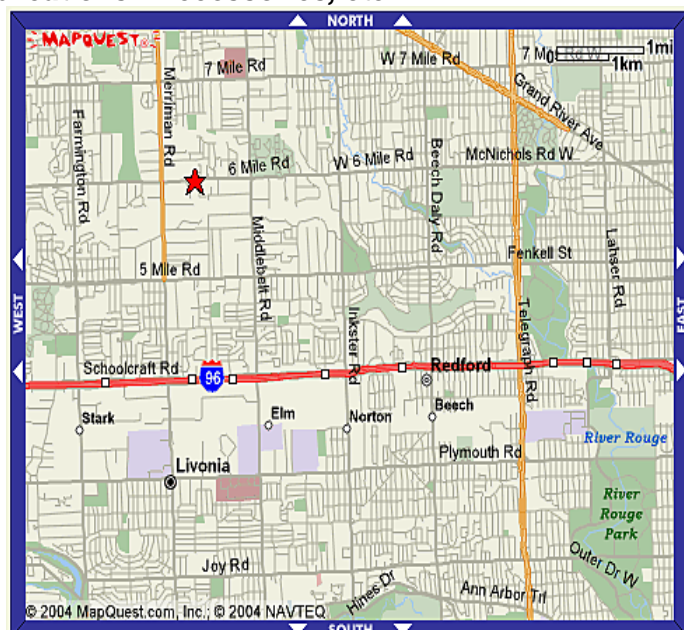 NORTH
MAPQUEST
7 Mile Rd
W 7 Mile Rd
1mi
0
1km
Grand River Ave
Merriman Rd
Farmington Rd
6 Mile Rd
W 6 Mile Rd
McNichols Rd W
Beech Daly Rd
Middlebelt Rd
Fenkell St
Lahser Rd
5 Mile Rd
WEST
EAST
Inkster Rd
Telegraph Rd
Schoolcraft Rd
96
Redford
Stark
Elm
Norton
Beech
River Rouge
Plymouth Rd
Livonia
River
Rouge
Park
Joy Rd
Outer Dr W
Hines Dr
Ann Arbor Trl
© 2004 MapQuest.com, Inc.; © 2004 NAVTEQ
SOUTH